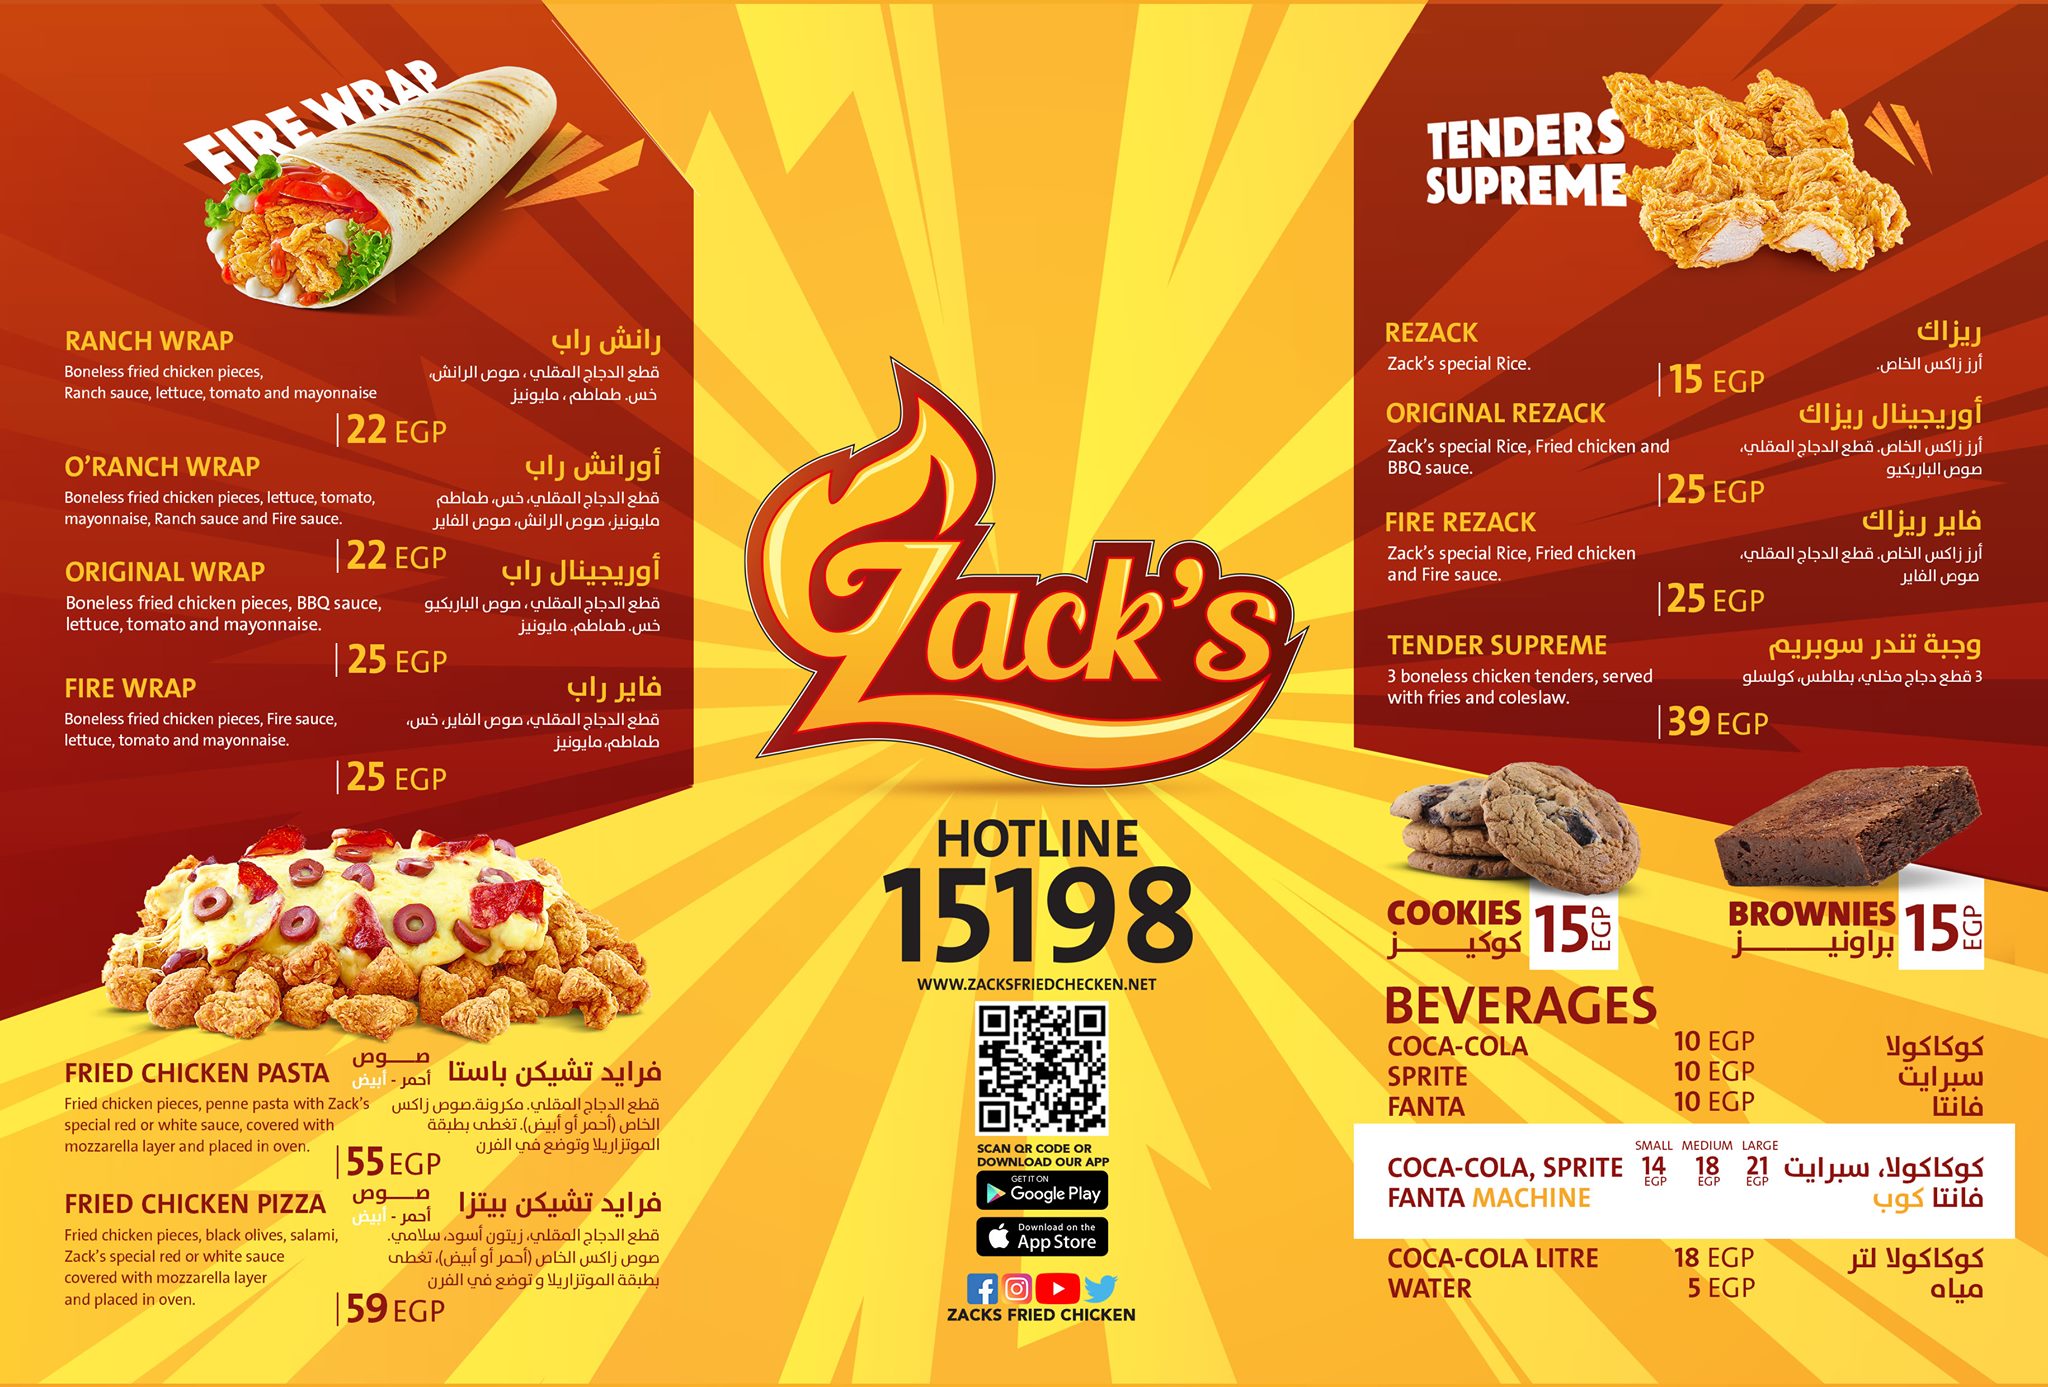 FIRE WRAP
RANCH WRAP
رانش راب
Boneless fried chicken pieces,
Ranch sauce, lettuce, tomato and mayonnaise
قطع الدجاج المقلي ، صوص الرانش،
خس. طماطم ، مايونيز
22 EGP
O'RANCH WRAP
أورانش راب
Boneless fried chicken pieces, lettuce, tomato,
mayonnaise, Ranch sauce and Fire sauce.
قطع الدجاج المقلي، خس، طماطم
مايونيز، صوص الرانش، صوص الفاير
22 EGP
ORIGINAL WRAP
أوريجينال راب
Boneless fried chicken pieces, BBQ sauce,
lettuce, tomato and mayonnaise.
قطع الدجاج المقلي ، صوص الباربكيو
خس. طماطم. مايونيز
25 EGP
FIRE WRAP
فاير راب
Boneless fried chicken pieces, Fire sauce,
lettuce, tomato and mayonnaise.
قطع الدجاج المقلي، صوص الفاير، خس،
طماطم، مايونيز
25 EGP
FRIED CHICKEN PASTA
صـــوص
أحمر - أبيض
فرايد تشيكن باستا
Fried chicken pieces, penne pasta with Zack's
special red or white sauce, covered with
mozzarella layer and placed in oven.
قطع الدجاج المقلي. مكرونة.صوص زاكس
الخاص (أحمر أو أبيض). تغطى بطبقة
الموتزاريلا وتوضع في الفرن
55 EGP
FRIED CHICKEN PIZZA
صـــوص
أحمر - أبيض
فرايد تشيكن بيتزا
Fried chicken pieces, black olives, salami,
Zack's special red or white sauce
covered with mozzarella layer
and placed in oven.
قطع الدجاج المقلي، زيتون أسود، سلامي.
صوص زاكس الخاص (أحمر أو أبيض)، تغطى
بطبقة الموتزاريلا و توضع في الفرن
59 EGP
Zack's
HOTLINE
15198
WWW.ZACKSFRIEDCHECKEN.NET
SCAN QR CODE OR
DOWNLOAD OUR APP
GET IT ON
Google Play
Download on the
App Store
ZACKS FRIED CHICKEN
TENDERS
SUPREME
REZACK
ريزاك
Zack's special Rice.
أرز زاكس الخاص.
15 EGP
ORIGINAL REZACK
أوريجينال ريزاك
Zack's special Rice, Fried chicken and
BBQ sauce.
أرز زاكس الخاص. قطع الدجاج المقلي،
صوص الباربكيو
25 EGP
FIRE REZACK
فاير ريزاك
Zack's special Rice, Fried chicken
and Fire sauce.
أرز زاكس الخاص. قطع الدجاج المقلي،
صوص الفاير
25 EGP
TENDER SUPREME
وجبة تندر سوبريم
3 boneless chicken tenders, served
with fries and coleslaw.
3 قطع دجاج مخلي، بطاطس، كولسلو
39 EGP
COOKIES
كوكيـــــــز
15 EGP
BROWNIES
براونيـــــــز
15 EGP
BEVERAGES
COCA-COLA 10 EGP كوكاكولا
SPRITE 10 EGP سبرايت
FANTA 10 EGP فانتا
SMALL MEDIUM LARGE
COCA-COLA, SPRITE 14 18 21 كوكاكولا، سبرايت
EGP EGP EGP
FANTA MACHINE فانتا كوب
COCA-COLA LITRE 18 EGP كوكاكولا لتر
WATER 5 EGP مياه